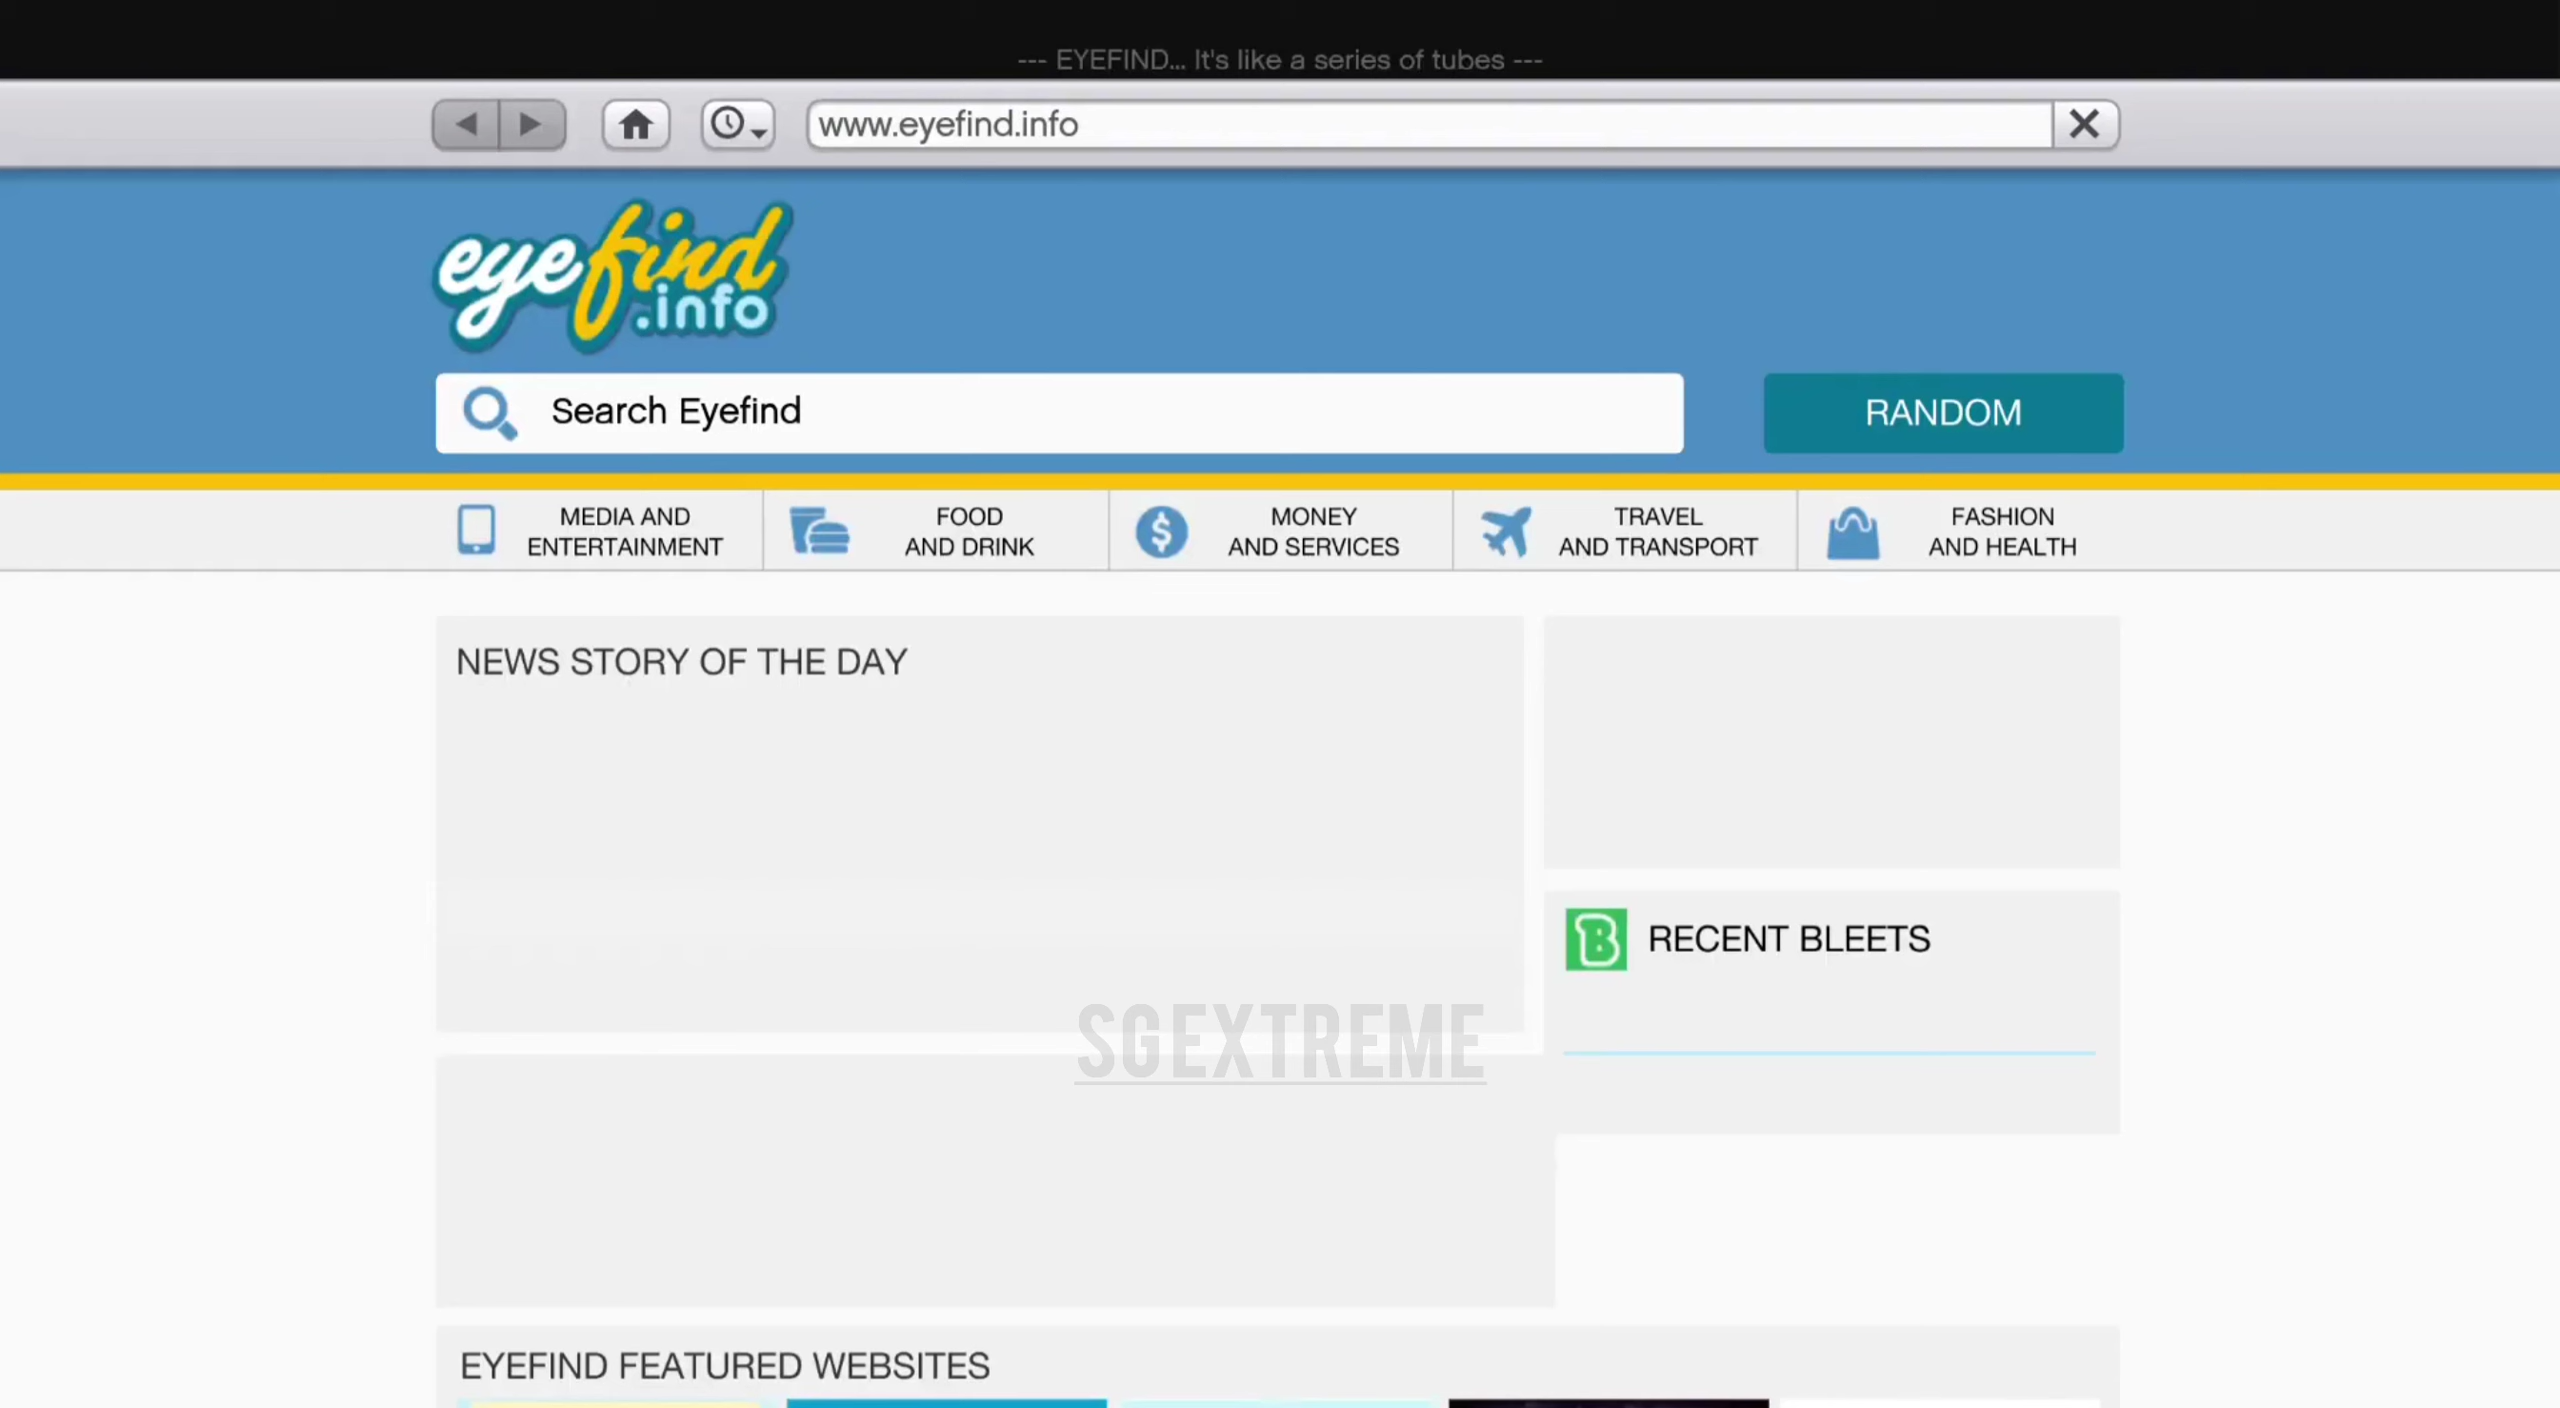 --- EYEFIND... It's like a series of tubes ---
www.eyefind.info
eyefind
.info
Search Eyefind
RANDOM
MEDIA AND
ENTERTAINMENT
FOOD
AND DRINK
MONEY
AND SERVICES
TRAVEL
AND TRANSPORT
FASHION
AND HEALTH
NEWS STORY OF THE DAY
B RECENT BLEETS
SGEXTREME
EYEFIND FEATURED WEBSITES